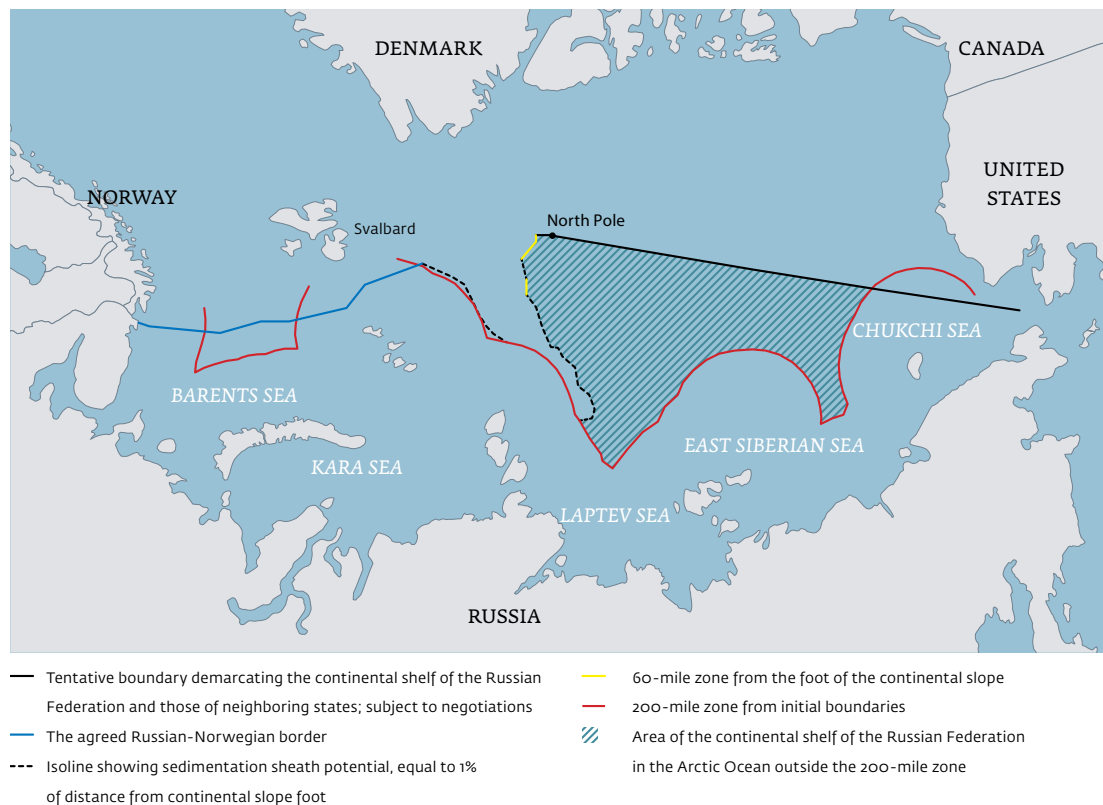 DENMARK
CANADA
UNITED
STATES
NORWAY
North Pole
Svalbard
CHUKCHI SEA
BARENTS SEA
EAST SIBERIAN SEA
KARA SEA
LAPTEV SEA
RUSSIA
Tentative boundary demarcating the continental shelf of the Russian
Federation and those of neighboring states; subject to negotiations
The agreed Russian-Norwegian border
Isoline showing sedimentation sheath potential, equal to 1%
of distance from continental slope foot
60-mile zone from the foot of the continental slope
200-mile zone from initial boundaries
Area of the continental shelf of the Russian Federation
in the Arctic Ocean outside the 200-mile zone